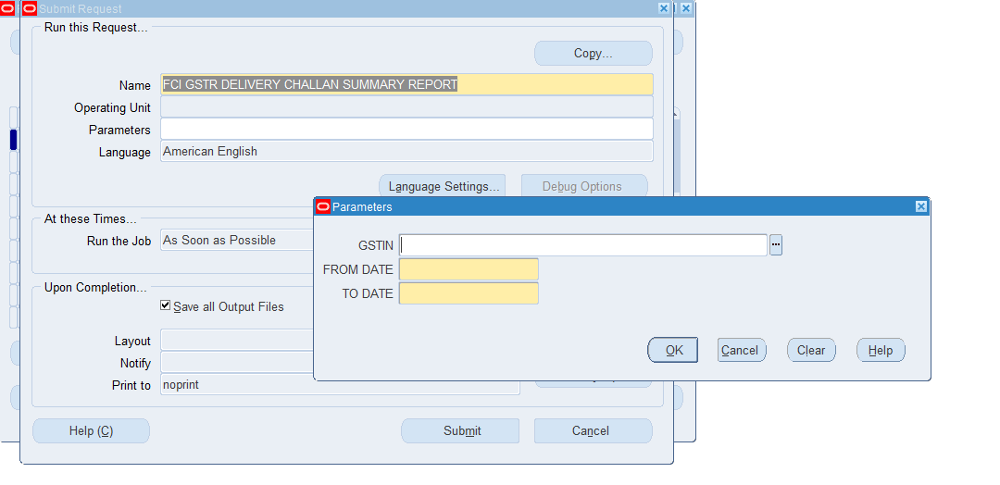 Submit Request
Run this Request...
Copy...
Name FCI GSTR DELIVERY CHALLAN SUMMARY REPORT
Operating Unit
Parameters
Language American English
Language Settings... Debug Options
Parameters
At these Times...
Run the Job As Soon as Possible
GSTIN
FROM DATE
TO DATE
Upon Completion...
Save all Output Files
Layout
OK Cancel Clear Help
Notify
Print to noprint
Help (C) Submit Cancel